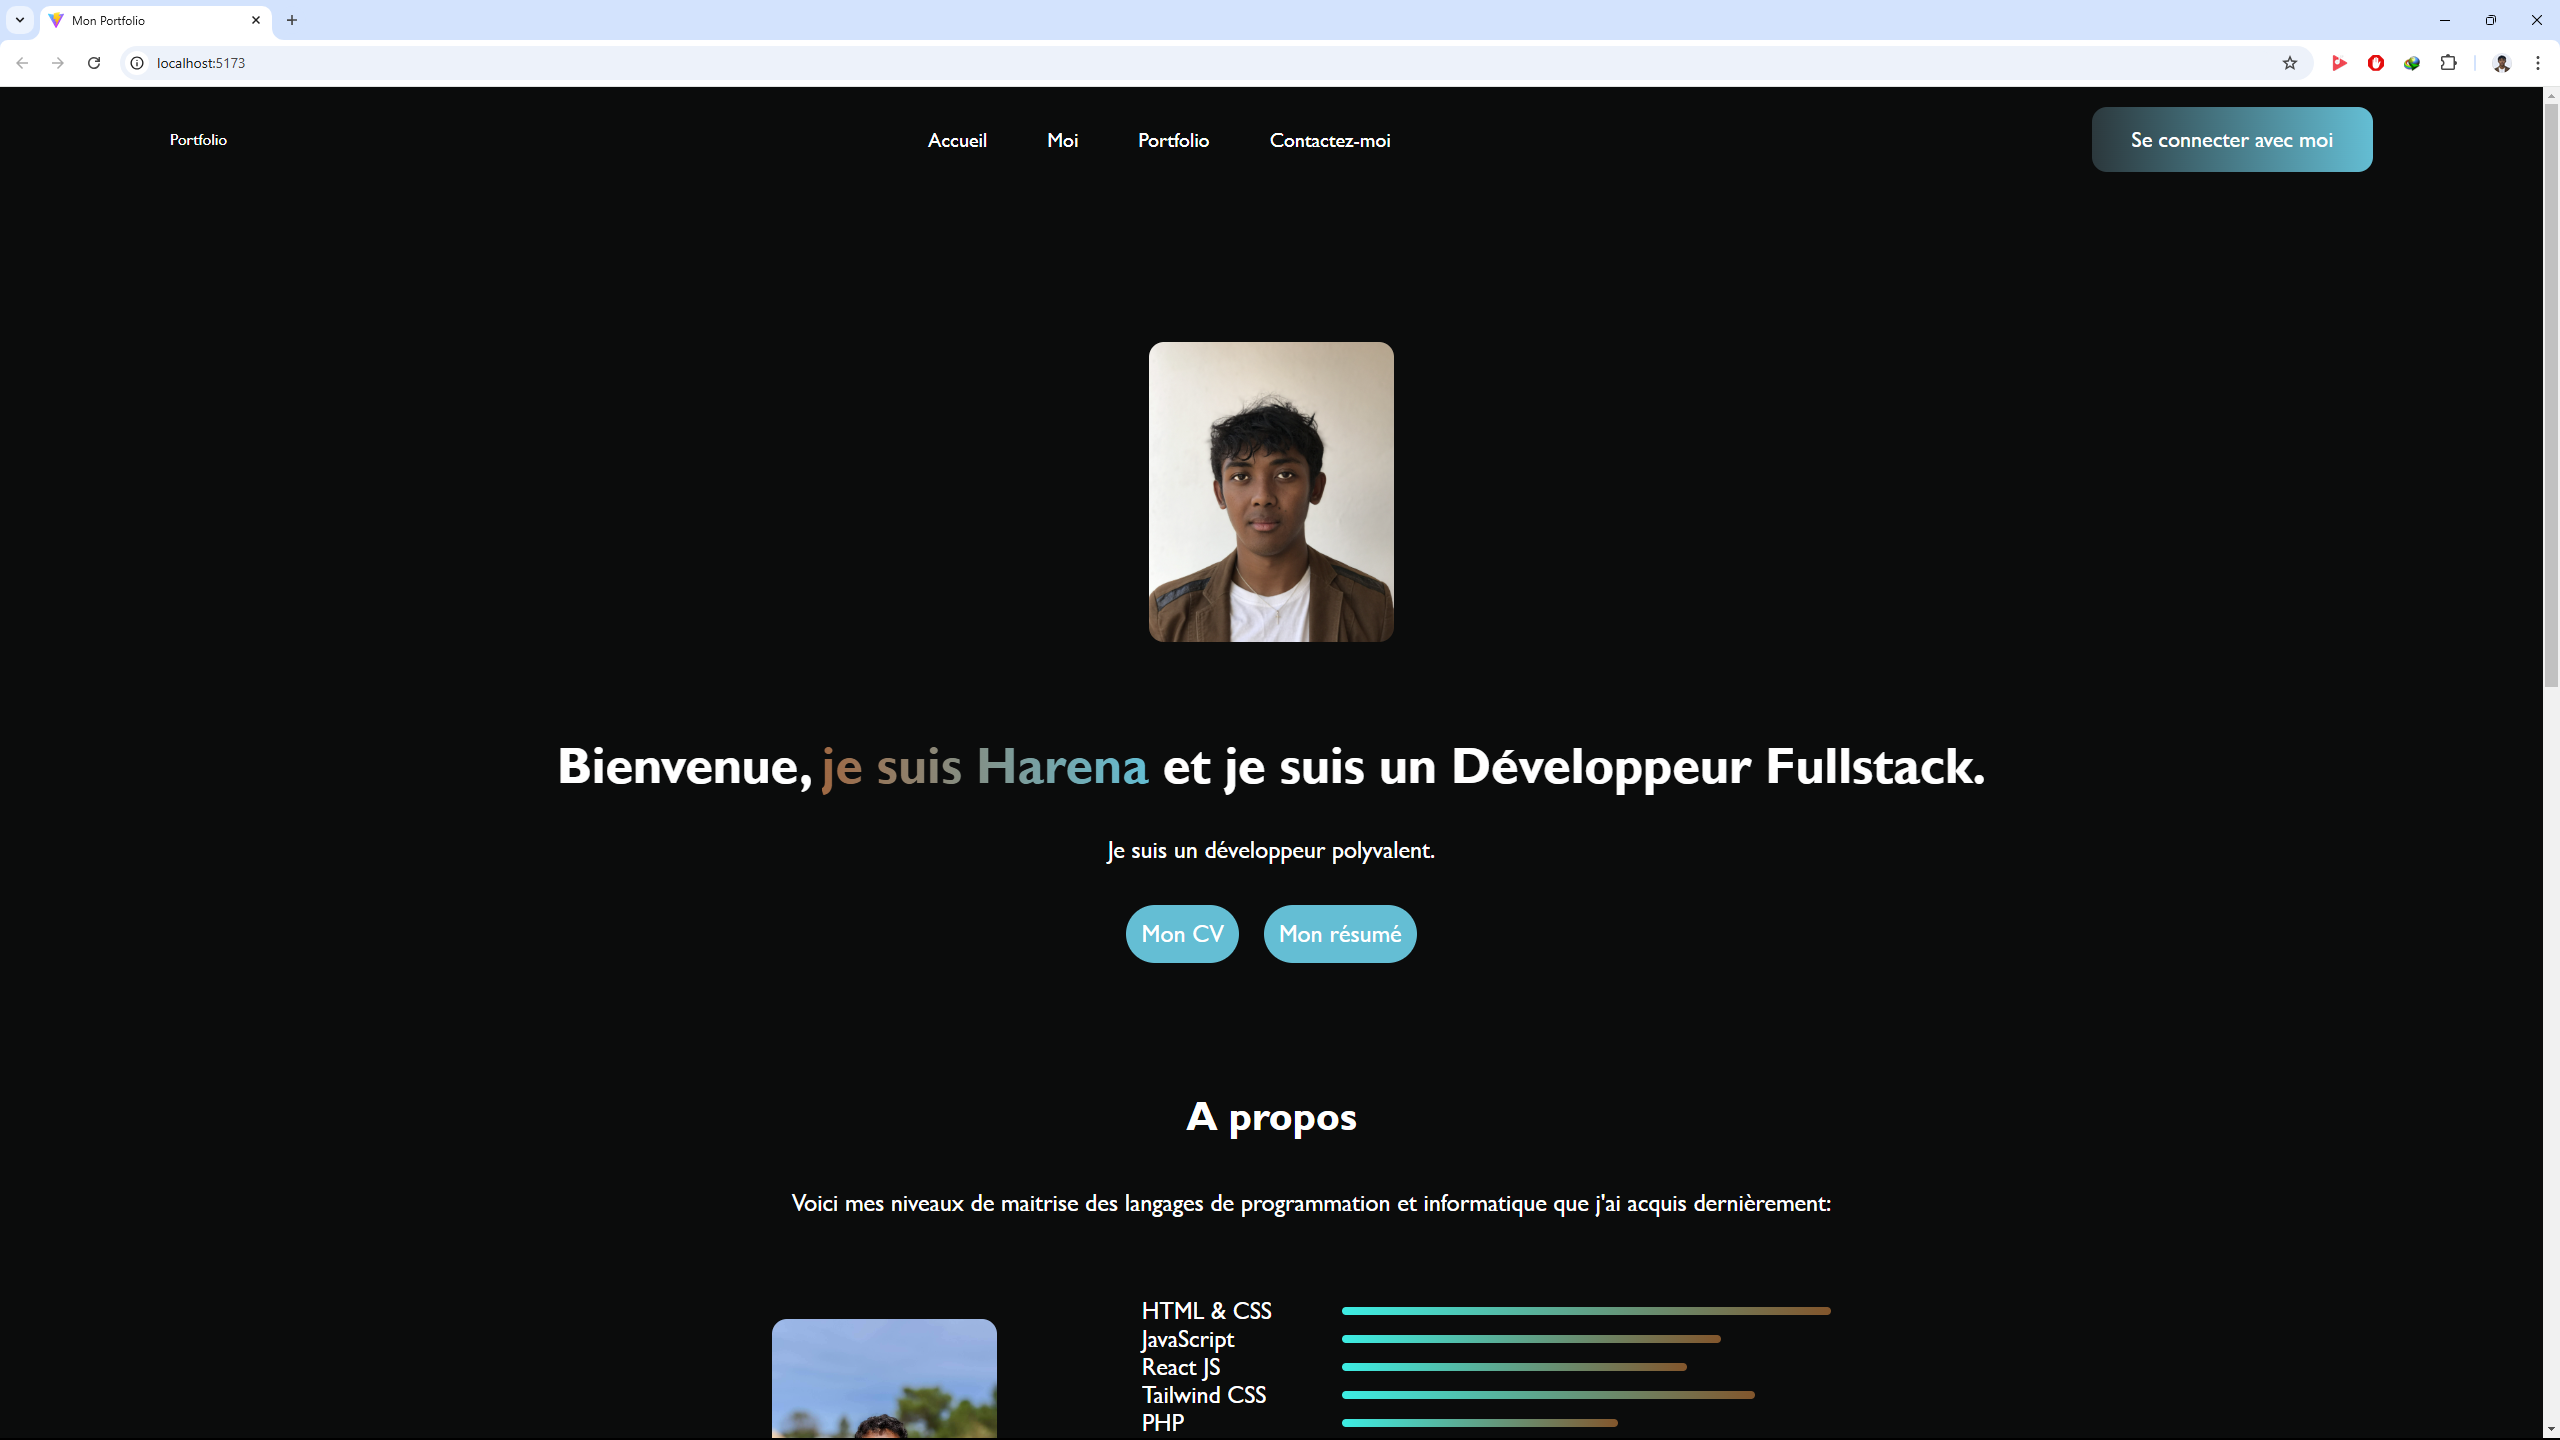 Mon Portfolio
localhost:5173
Portfolio
Accueil
Moi
Portfolio
Contactez-moi
Se connecter avec moi
Bienvenue, je suis Harena et je suis un Développeur Fullstack.
Je suis un développeur polyvalent.
Mon CV
Mon résumé
A propos
Voici mes niveaux de maitrise des langages de programmation et informatique que j'ai acquis dernièrement:
HTML & CSS
JavaScript
React JS
Tailwind CSS
PHP